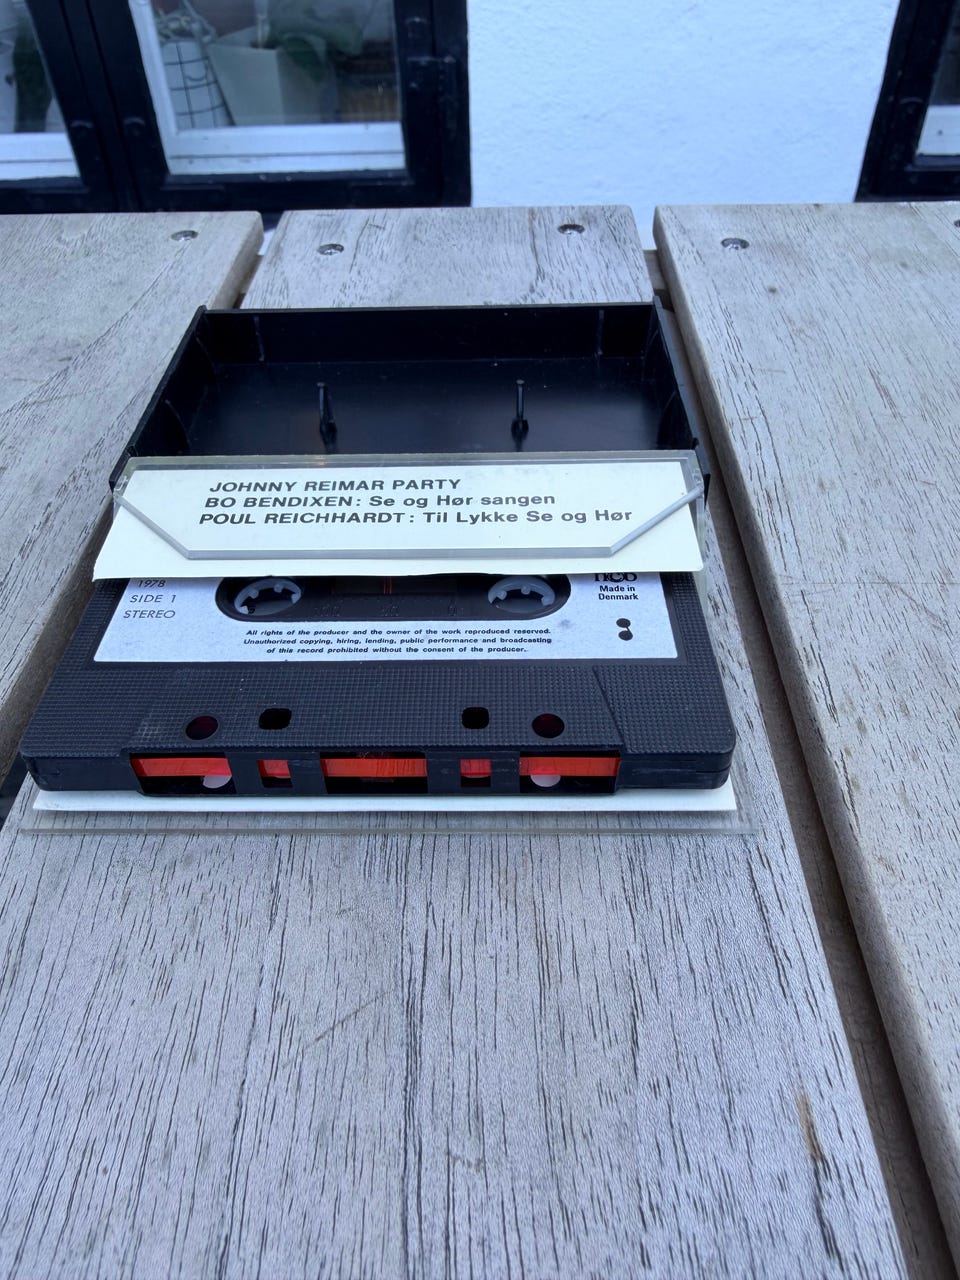 JOHNNY REIMAR PARTY
BO BENDIXEN: Se og Hør sangen
POUL REICHHARDT: Til Lykke Se og Hør
1978
SIDE 1
STEREO
Made in
Denmark
All rights of the producer and the owner of the work reproduced reserved.
Unauthorized copying, hiring, lending, public performance and broadcasting
of this record prohibited without the consent of the producer.